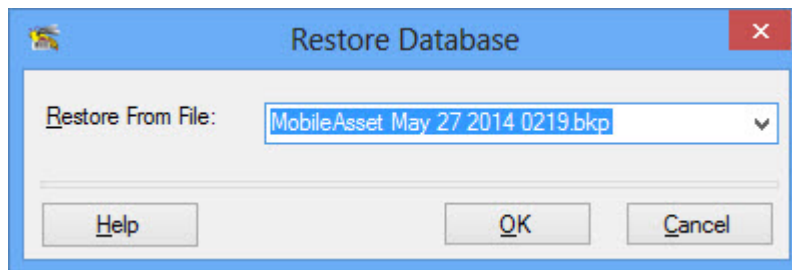 Restore Database
Restore From File: MobileAsset May 27 2014 0219.bkp
Help OK Cancel